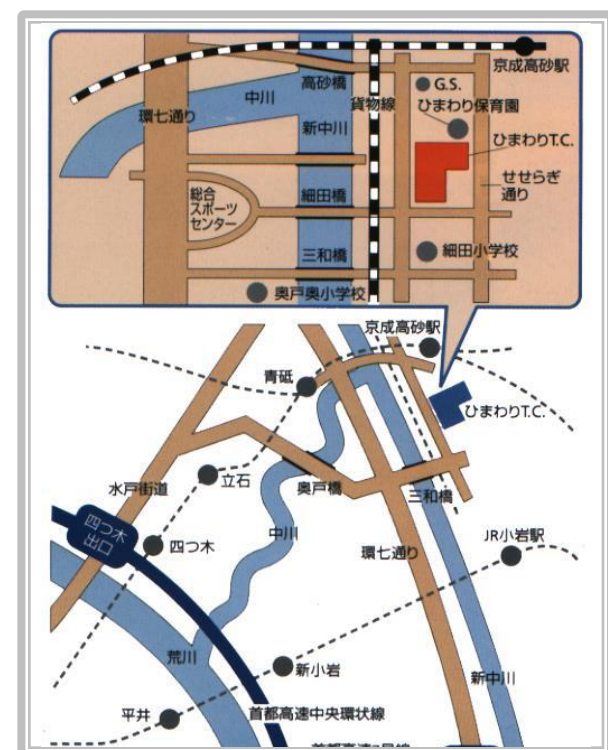 京成高砂駅
高砂橋
G.S.
中川
貨物線
ひまわり保育園
環七通り
新中川
ひまわりT.C.
せせらぎ
通り
総合
スポーツ
センター
細田橋
三和橋
細田小学校
奥戸奥小学校
京成高砂駅
青砥
ひまわりT.C.
立石
水戸街道
奥戸橋
三和橋
四つ木
出口
四つ木
中川
環七通り
JR小岩駅
荒川
新小岩
新中川
平井
首都高速中央環状線